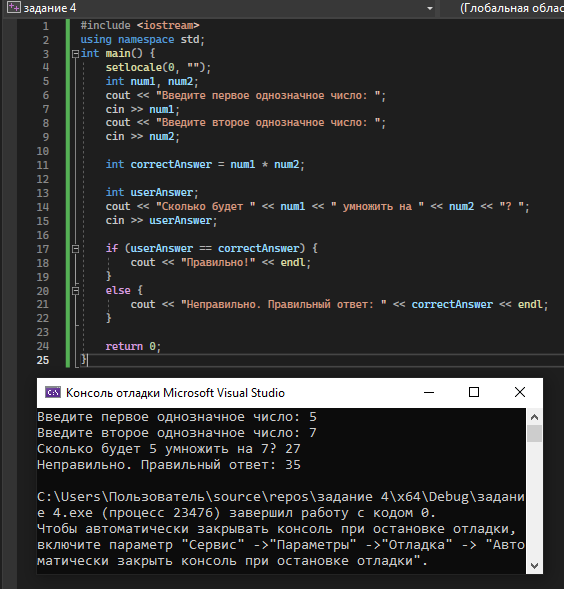 задание 4
(Глобальная облас
1 #include <iostream>
2 using namespace std;
3 int main() {
4 setlocale(0, "");
5 int num1, num2;
6 cout << "Введите первое однозначное число: ";
7 cin >> num1;
8 cout << "Введите второе однозначное число: ";
9 cin >> num2;
10
11 int correctAnswer = num1 * num2;
12
13 int userAnswer;
14 cout << "Сколько будет " << num1 << " умножить на " << num2 << "? ";
15 cin >> userAnswer;
16
17 if (userAnswer == correctAnswer) {
18 cout << "Правильно!" << endl;
19 }
20 else {
21 cout << "Неправильно. Правильный ответ: " << correctAnswer << endl;
22 }
23
24 return 0;
25 }
Консоль отладки Microsoft Visual Studio
Введите первое однозначное число: 5
Введите второе однозначное число: 7
Сколько будет 5 умножить на 7? 27
Неправильно. Правильный ответ: 35
C:\Users\Пользователь\source\repos\задание 4\x64\Debug\задани
е 4.exe (процесс 23476) завершил работу с кодом 0.
Чтобы автоматически закрывать консоль при остановке отладки,
включите параметр "Сервис" ->"Параметры" ->"Отладка" -> "Авто
матически закрыть консоль при остановке отладки".